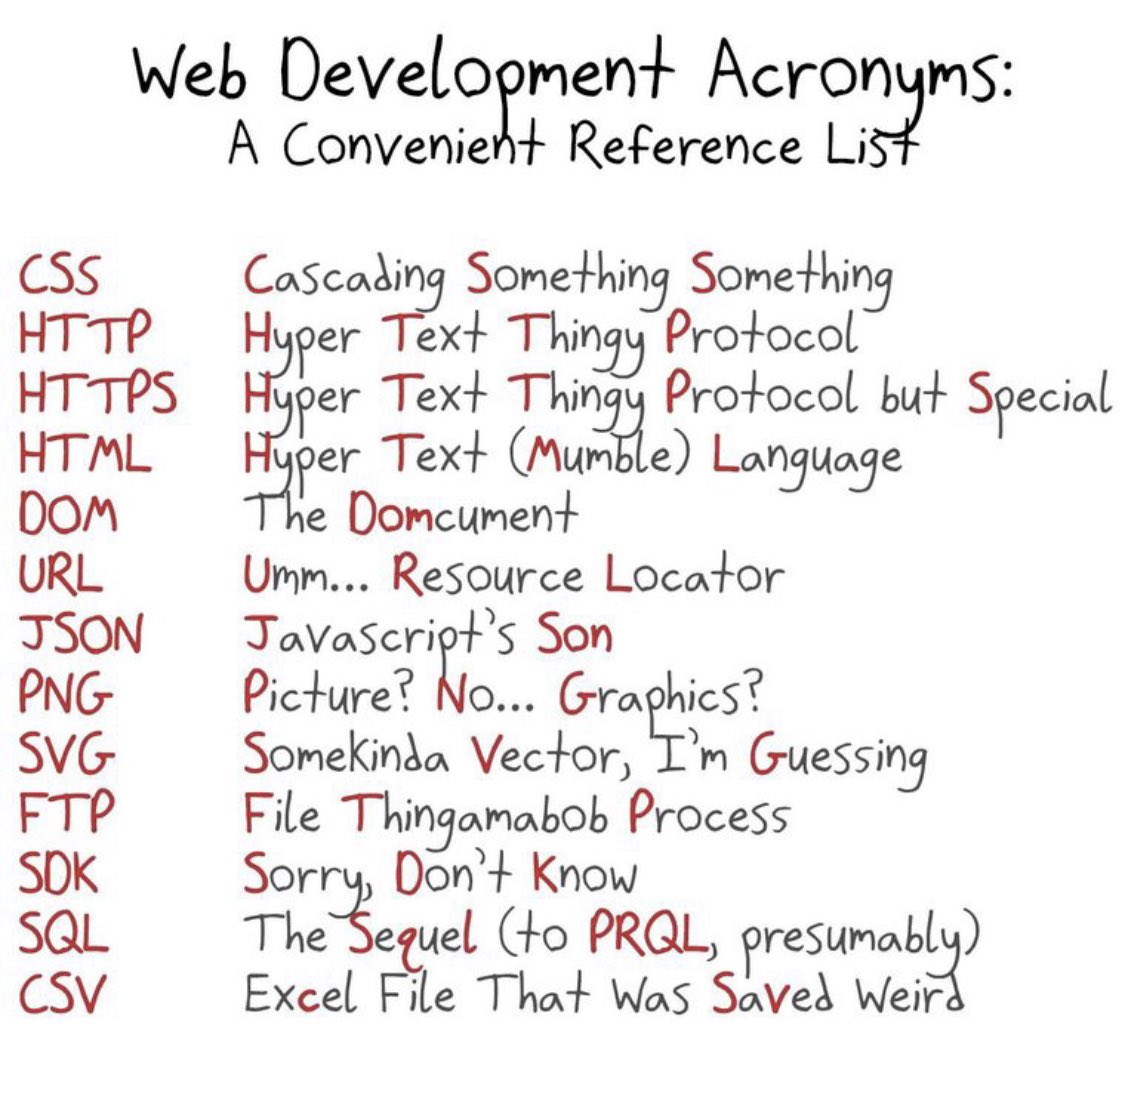 Web Development Acronyms:
A Convenient Reference List
CSS Cascading Something Something
HTTP Hyper Text Thingy Protocol
HTTPS Hyper Text Thingy Protocol but Special
HTML Hyper Text (Mumble) Language
DOM The Domcument
URL Umm... Resource Locator
JSON Javascript's Son
PNG Picture? No... Graphics?
SVG Somekinda Vector, I'm Guessing
FTP File Thingamabob Process
SDK Sorry, Don't Know
SQL The Sequel (to PRQL, presumably)
CSV Excel File That Was Saved Weird